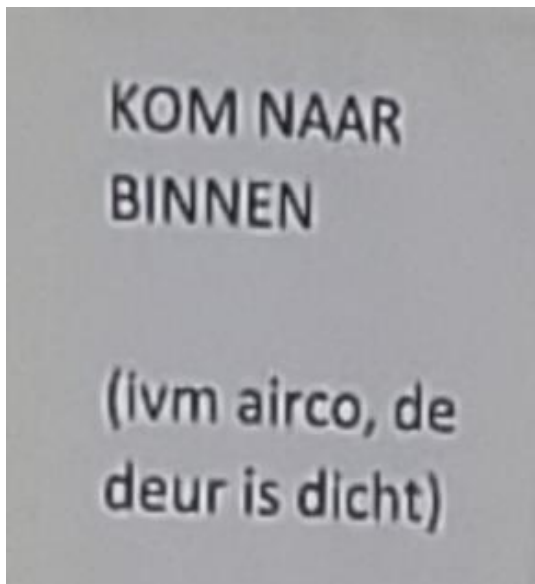 KOM NAAR
BINNEN
(ivm airco, de
deur is dicht)